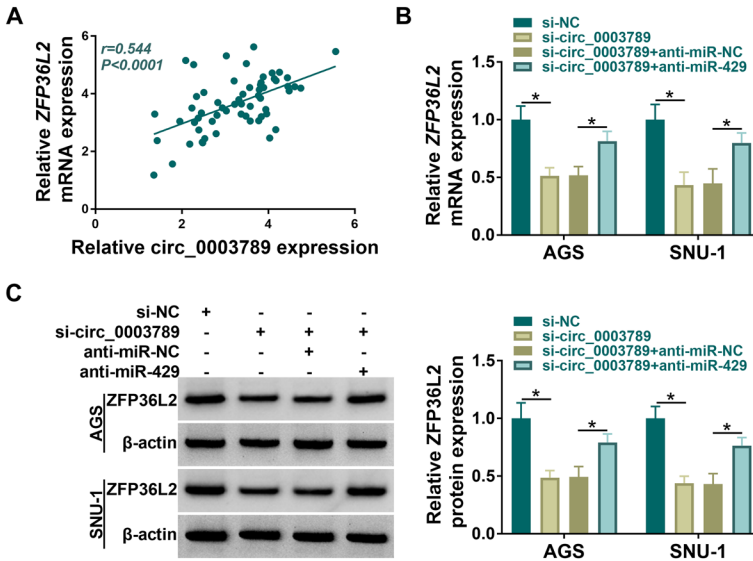 A
r=0.544
P<0.0001
Relative ZFP36L2
mRNA expression
6
4
2
0
0
2
4
6
Relative circ_0003789 expression
B
si-NC
si-circ_0003789
si-circ_0003789+anti-miR-NC
si-circ_0003789+anti-miR-429
Relative ZFP36L2
mRNA expression
1.5
1.0
0.5
0.0
* * * *
AGS
SNU-1
C
si-NC + - - -
si-circ_0003789 - + + +
anti-miR-NC - - + -
anti-miR-429 - - - +
AGS
ZFP36L2
β-actin
SNU-1
ZFP36L2
β-actin
si-NC
si-circ_0003789
si-circ_0003789+anti-miR-NC
si-circ_0003789+anti-miR-429
Relative ZFP36L2
protein expression
1.5
1.0
0.5
0.0
* * * *
AGS
SNU-1